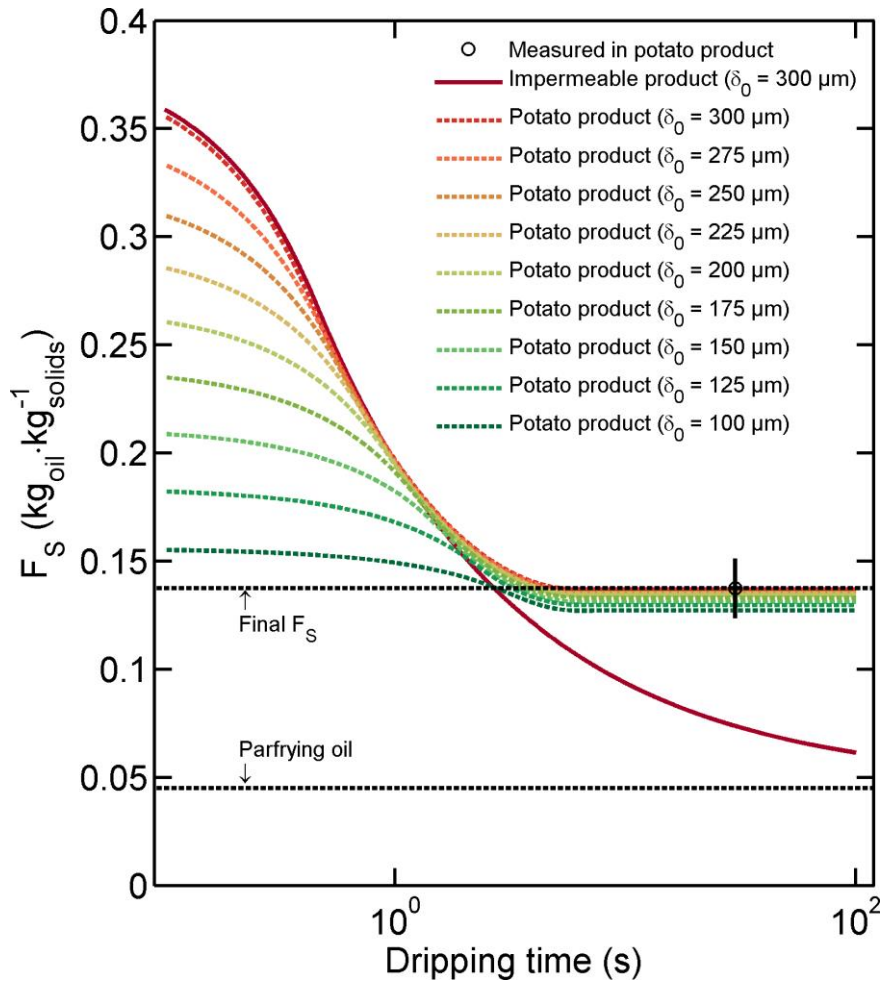 0.4
0.35
0.3
0.25
0.2
0.15
0.1
0.05
0
F_S (kg_oil·kg^-1_solids)
Measured in potato product
Impermeable product (δ_0 = 300 µm)
Potato product (δ_0 = 300 µm)
Potato product (δ_0 = 275 µm)
Potato product (δ_0 = 250 µm)
Potato product (δ_0 = 225 µm)
Potato product (δ_0 = 200 µm)
Potato product (δ_0 = 175 µm)
Potato product (δ_0 = 150 µm)
Potato product (δ_0 = 125 µm)
Potato product (δ_0 = 100 µm)
↑
Final F_S
Parfrying oil
↓
10^0
10^2
Dripping time (s)